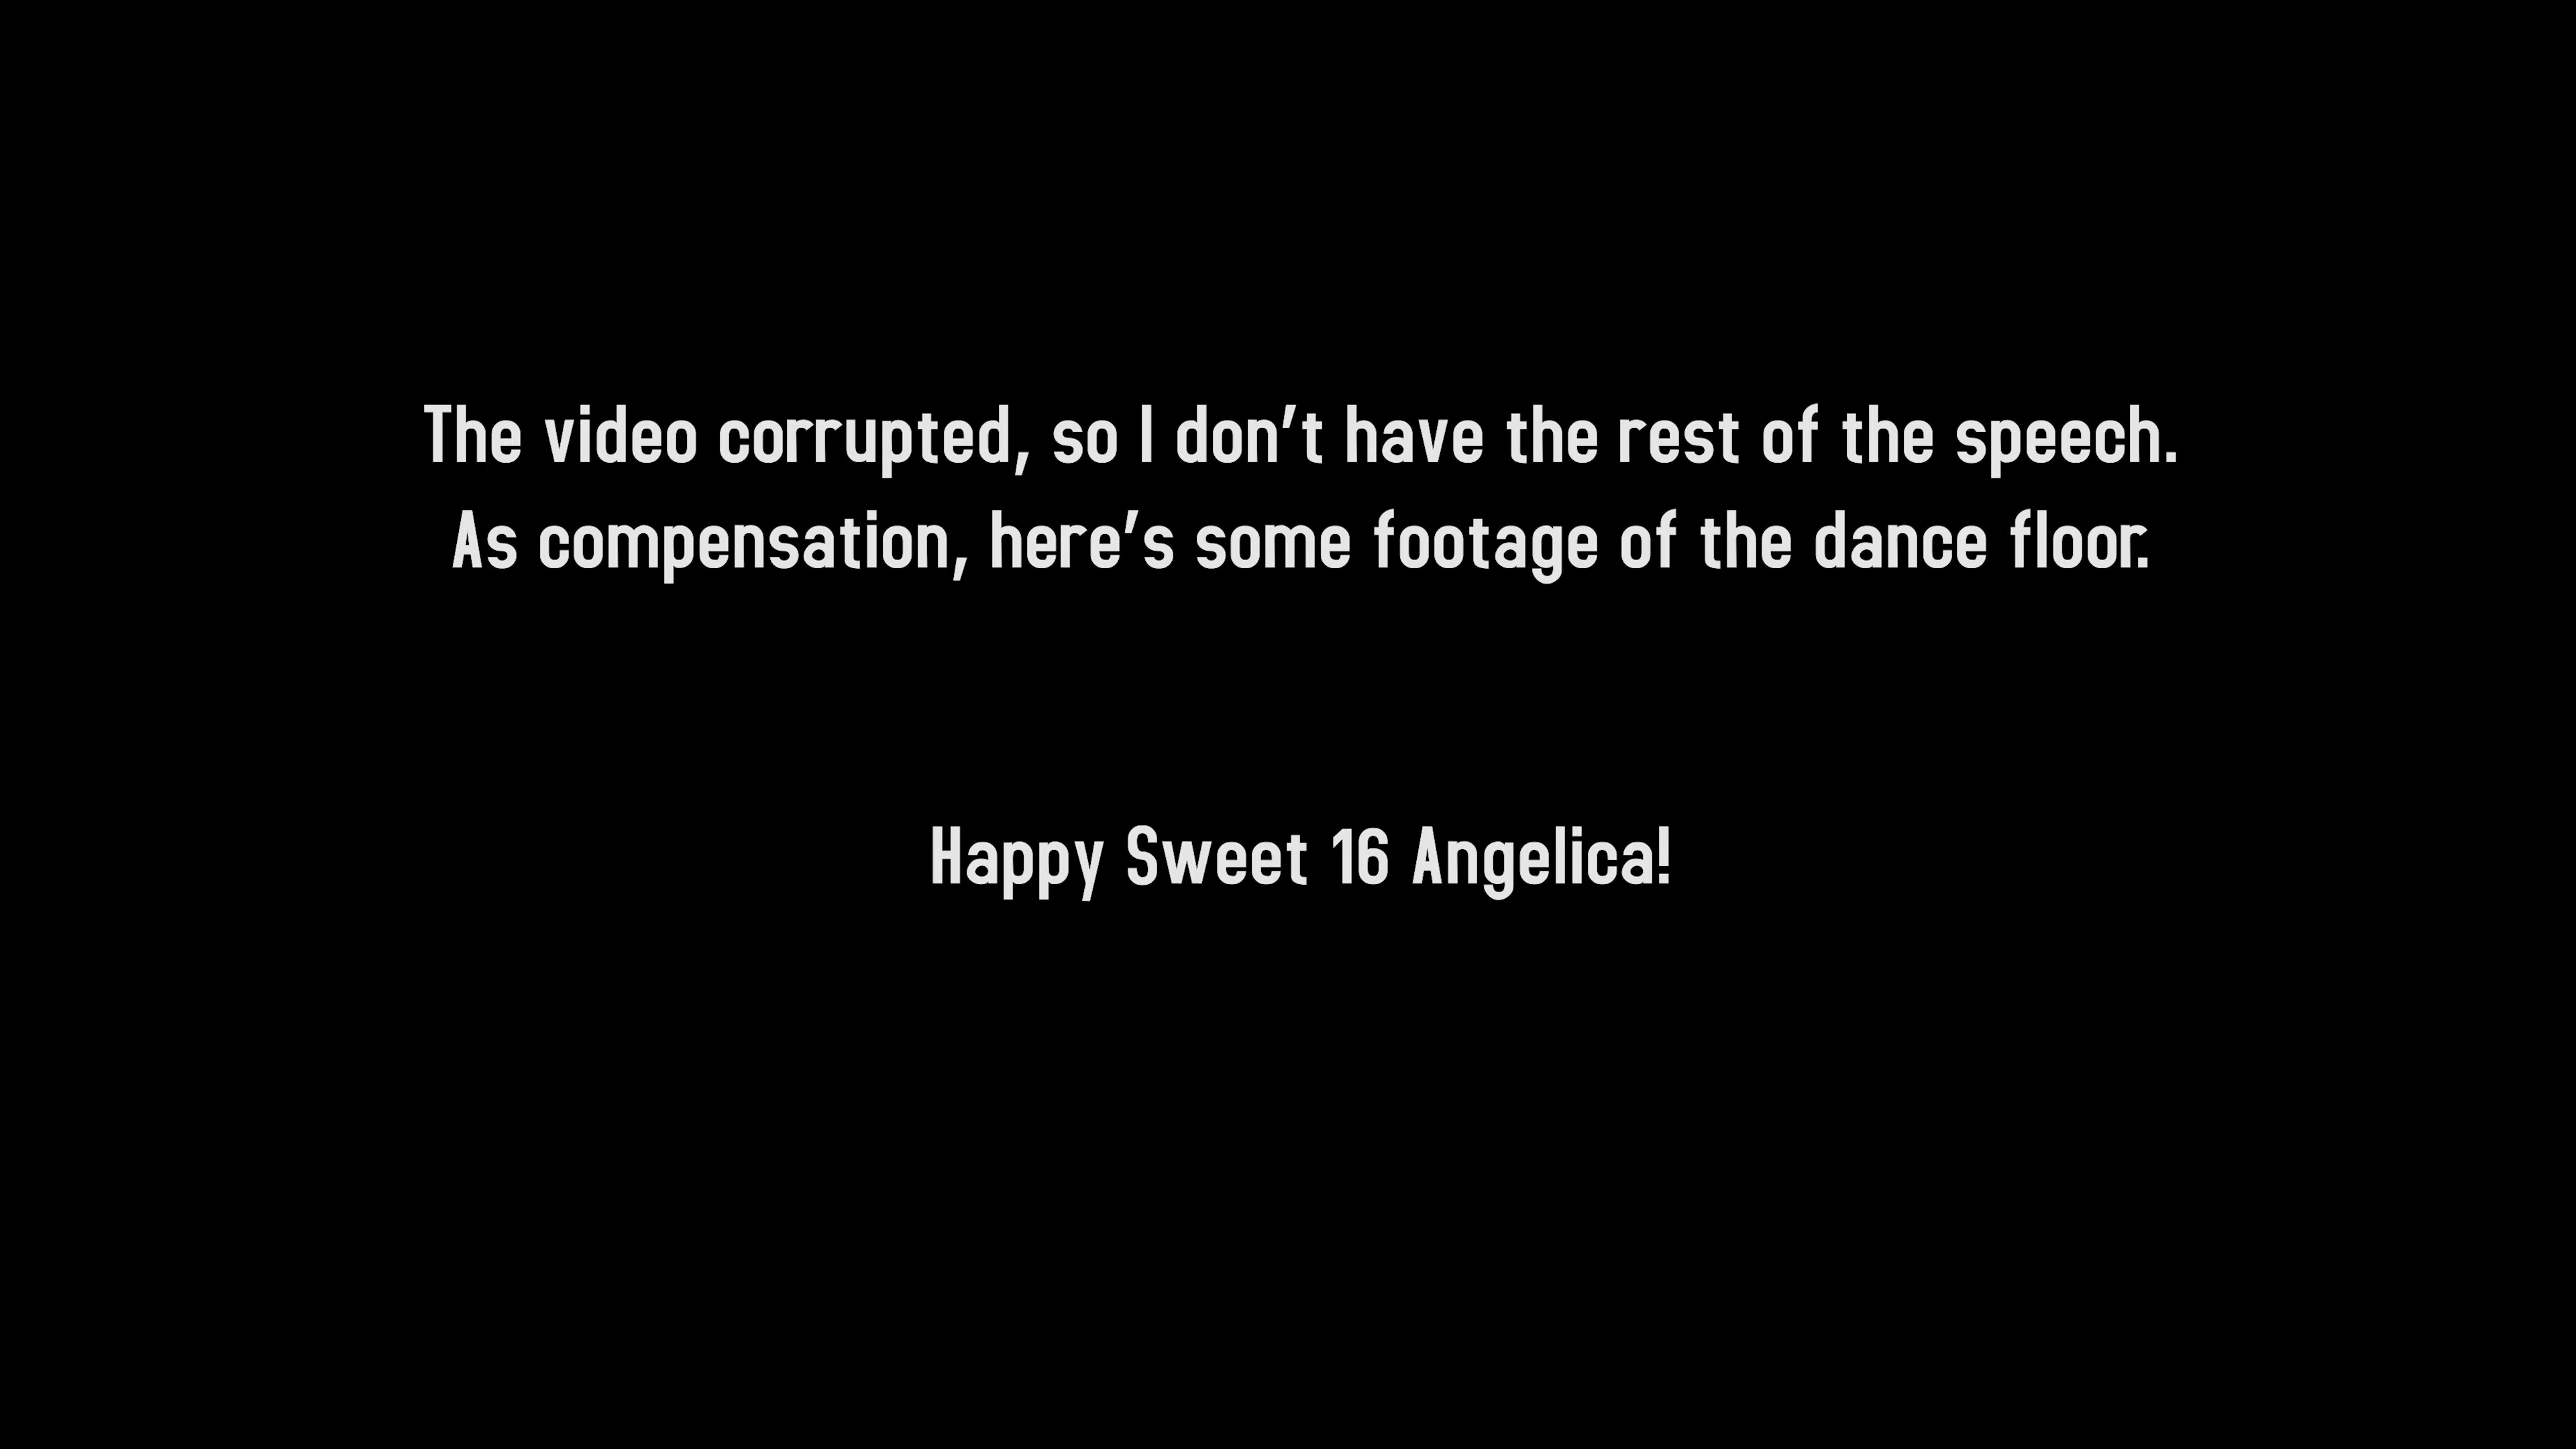 The video corrupted, so I don't have the rest of the speech.
As compensation, here's some footage of the dance floor.
Happy Sweet 16 Angelica!